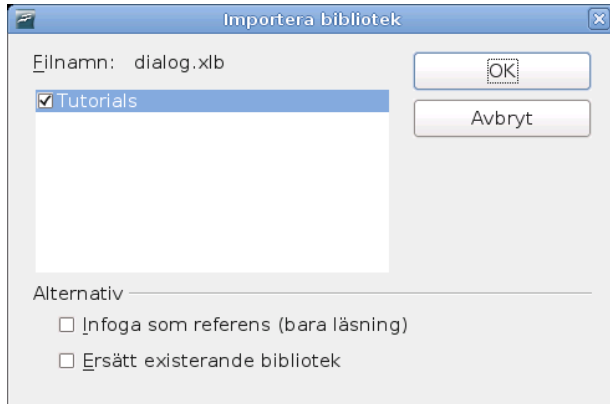 Importera bibliotek
Filnamn: dialog.xlb
OK
Tutorials
Avbryt
Alternativ
Infoga som referens (bara läsning)
Ersätt existerande bibliotek